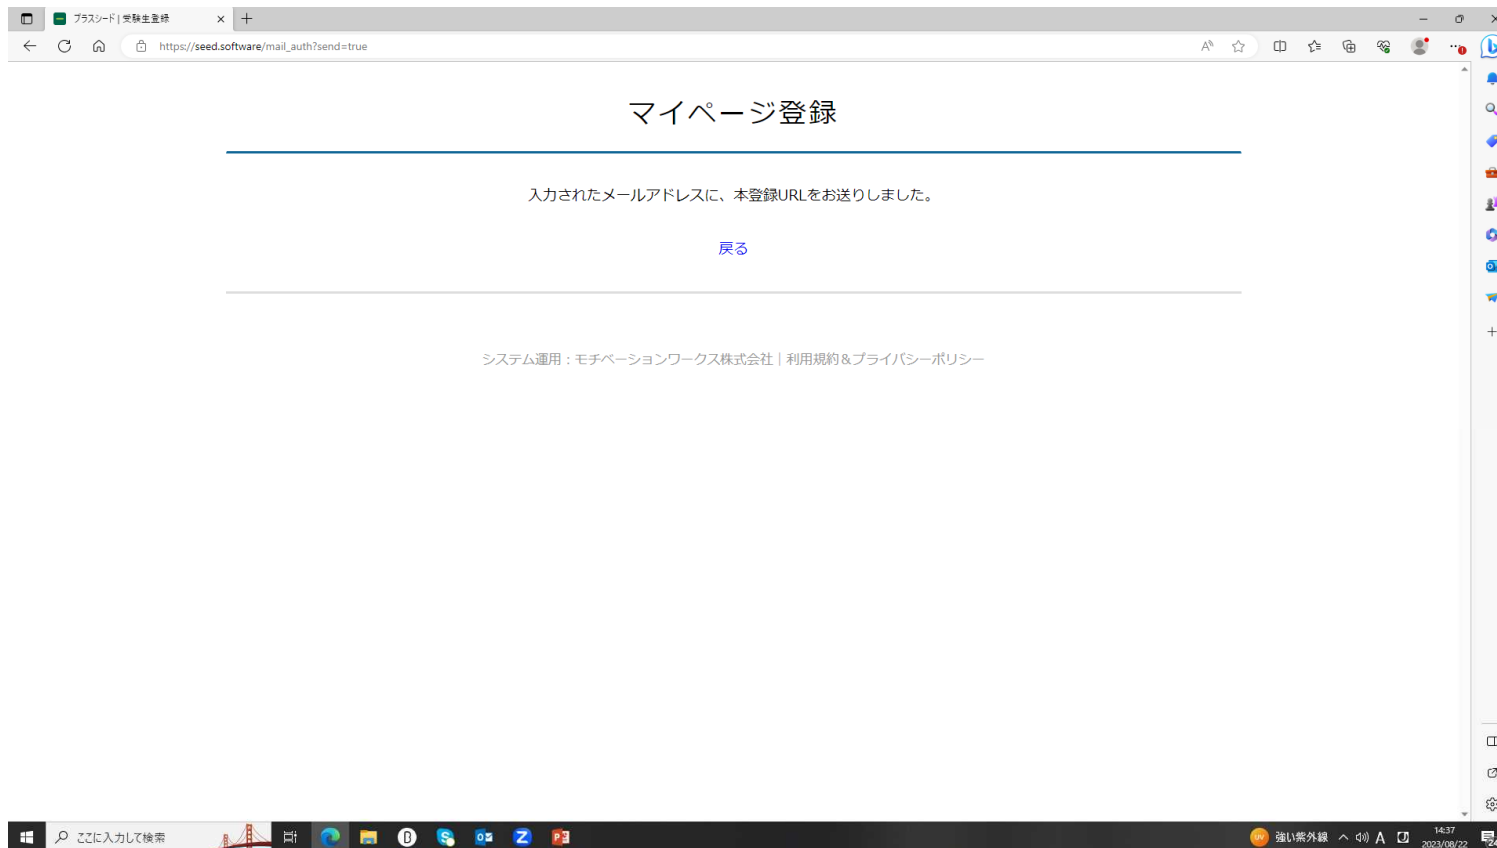 プラスシード | 受験生登録
https://seed.software/mail_auth?send=true
マイページ登録
入力されたメールアドレスに、本登録URLをお送りしました。
戻る
システム運用：モチベーションワークス株式会社｜利用規約＆プライバシーポリシー
ここに入力して検索
UV
強い紫外線
A
14:37
2023/08/22
24